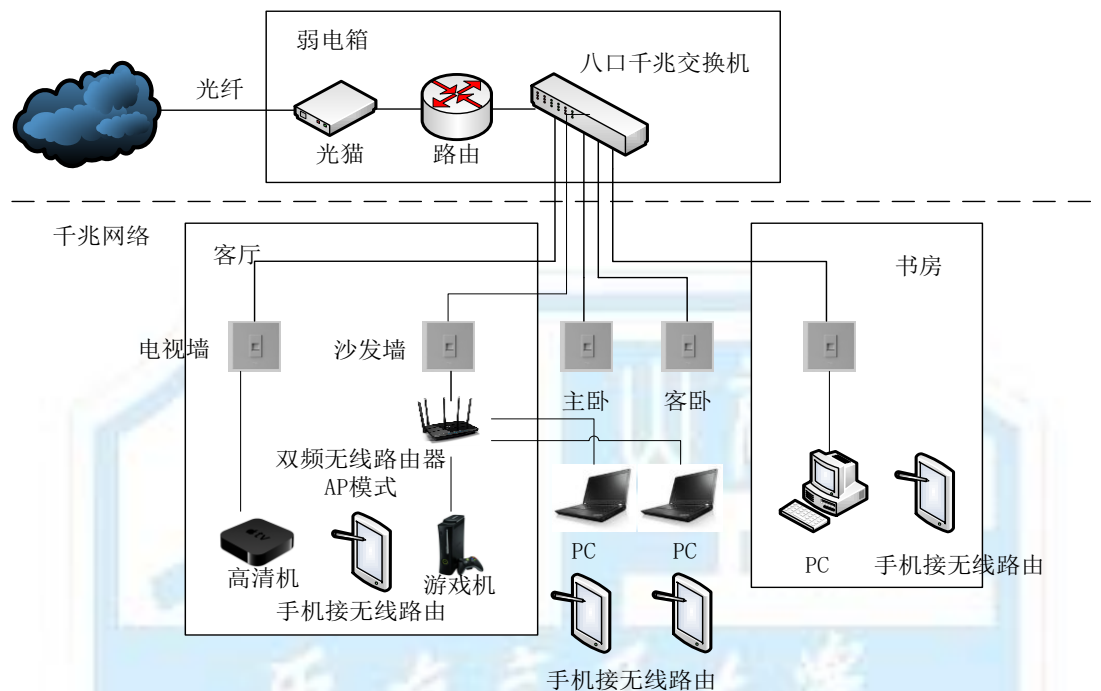 弱电箱
八口千兆交换机
光纤
光猫
路由
千兆网络
客厅
书房
电视墙
沙发墙
主卧
客卧
双频无线路由器
AP模式
tv
高清机
游戏机
手机接无线路由
PC
PC
手机接无线路由
PC
手机接无线路由